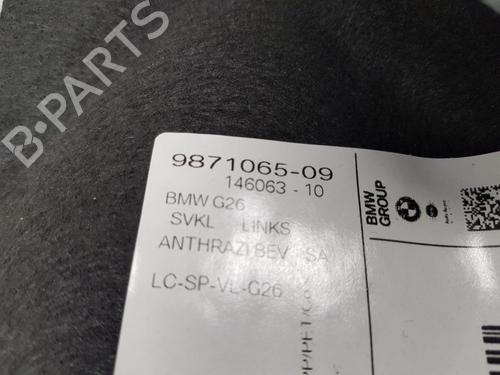 B-PARTS
9871065-09
146063 - 10
BMW G26
SVKL LINKS
ANTHRAZI BEV SA
LC-SP-VL-G26
BMW
GROUP